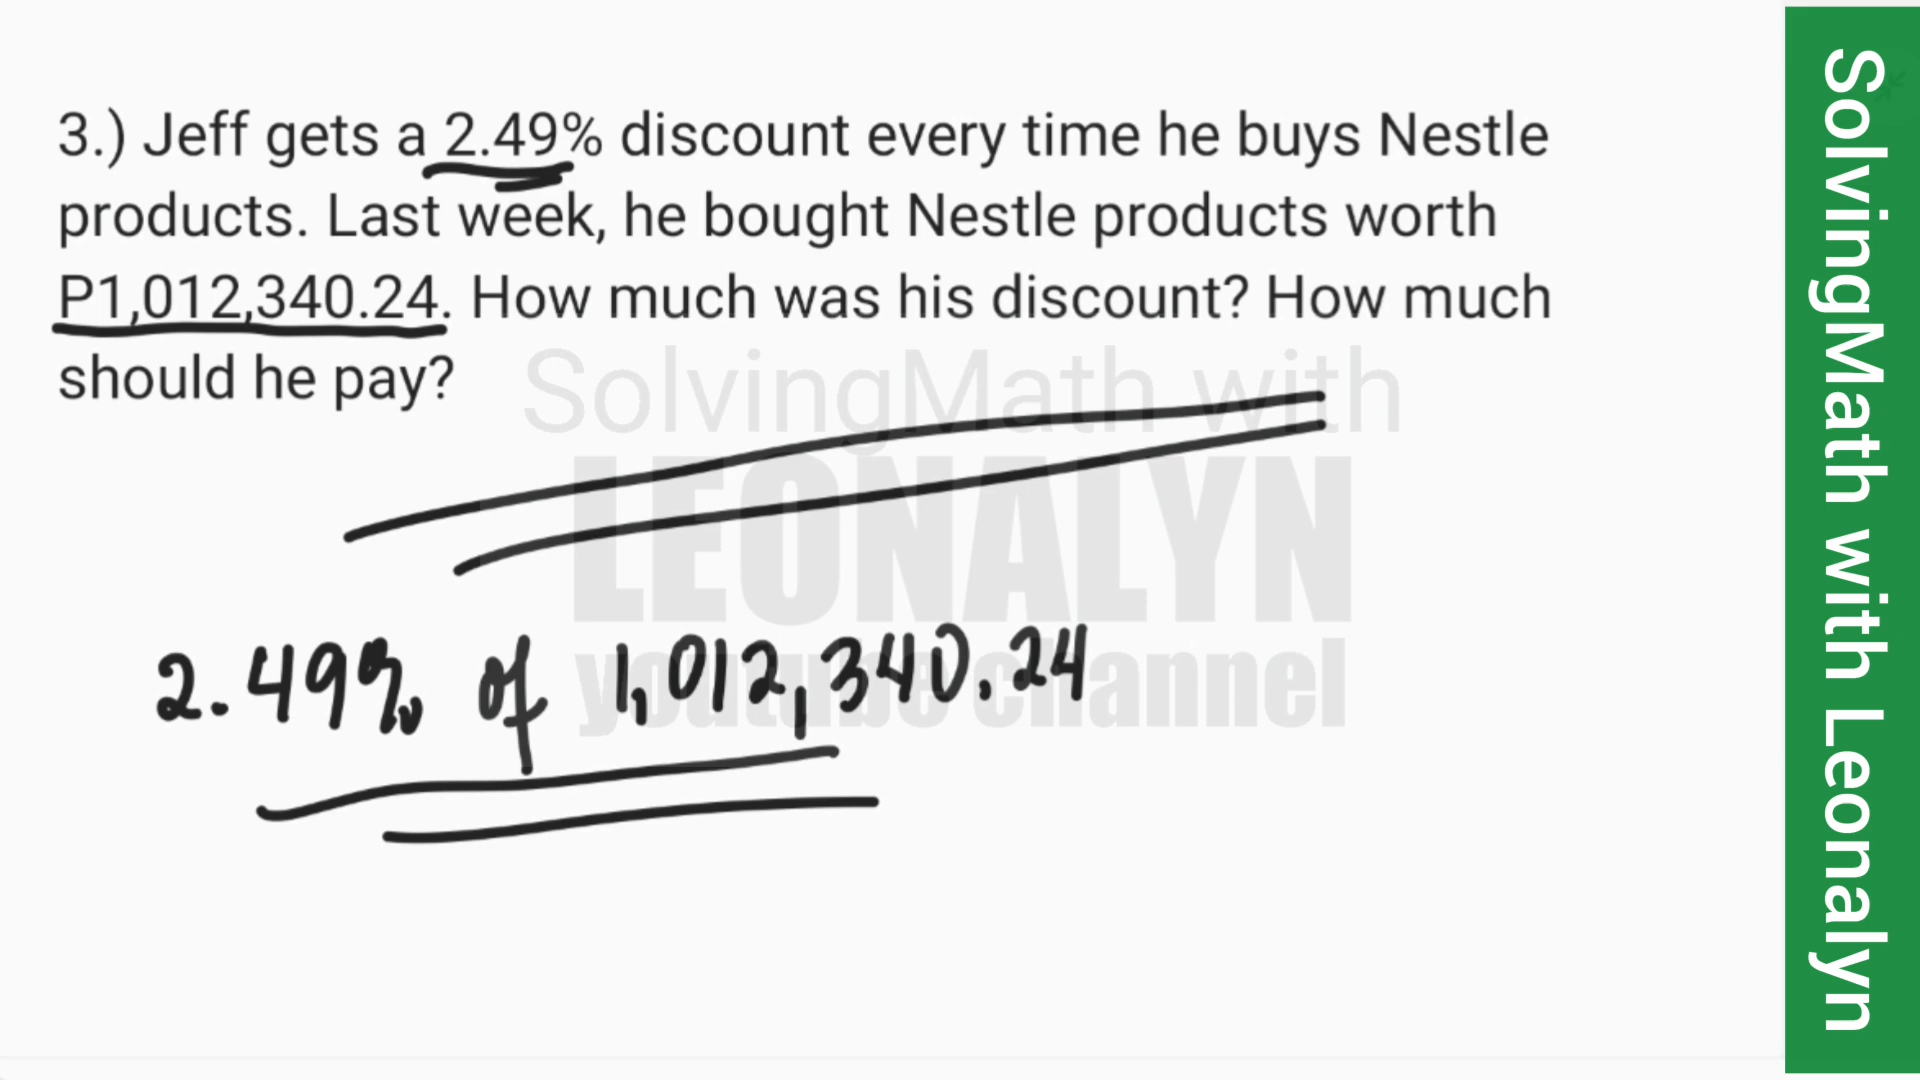 3.) Jeff gets a 2.49% discount every time he buys Nestle
products. Last week, he bought Nestle products worth
P1,012,340.24. How much was his discount? How much
should he pay?
SolvingMath with
LEONALYN
youtube channel
2.49% of 1,012,340.24
SolvingMath with Leonalyn